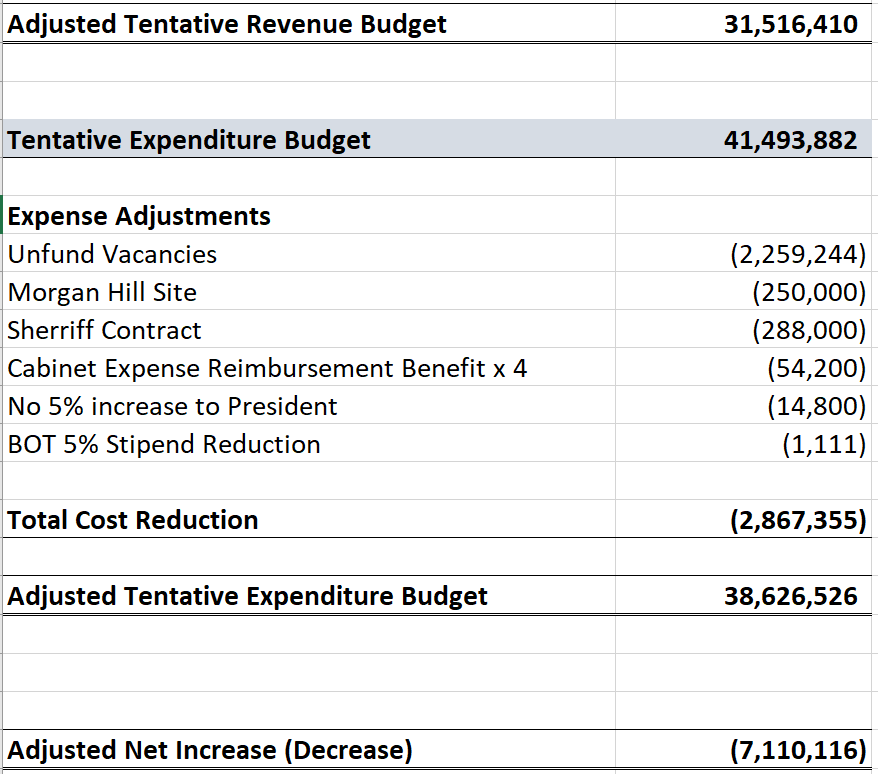 Adjusted Tentative Revenue Budget 31,516,410
Tentative Expenditure Budget 41,493,882
Expense Adjustments
Unfund Vacancies (2,259,244)
Morgan Hill Site (250,000)
Sherriff Contract (288,000)
Cabinet Expense Reimbursement Benefit x 4 (54,200)
No 5% increase to President (14,800)
BOT 5% Stipend Reduction (1,111)
Total Cost Reduction (2,867,355)
Adjusted Tentative Expenditure Budget 38,626,526
Adjusted Net Increase (Decrease) (7,110,116)